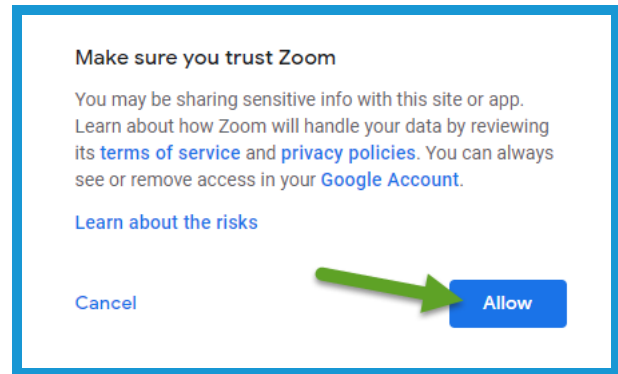 Make sure you trust Zoom
You may be sharing sensitive info with this site or app.
Learn about how Zoom will handle your data by reviewing
its terms of service and privacy policies. You can always
see or remove access in your Google Account.
Learn about the risks
Cancel
Allow